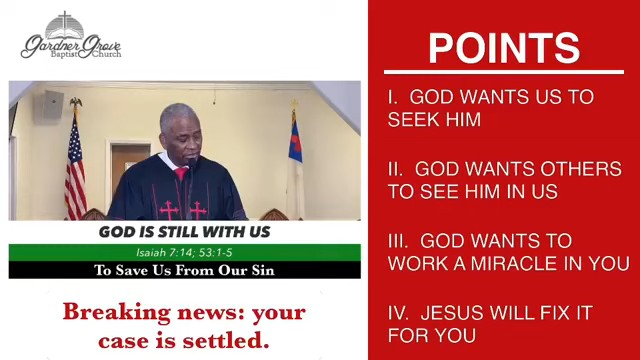 Gardner Grove
Baptist Church
GOD IS STILL WITH US
Isaiah 7:14; 53:1-5
To Save Us From Our Sin
Breaking news: your
case is settled.
POINTS
I. GOD WANTS US TO
SEEK HIM
II. GOD WANTS OTHERS
TO SEE HIM IN US
III. GOD WANTS TO
WORK A MIRACLE IN YOU
IV. JESUS WILL FIX IT
FOR YOU